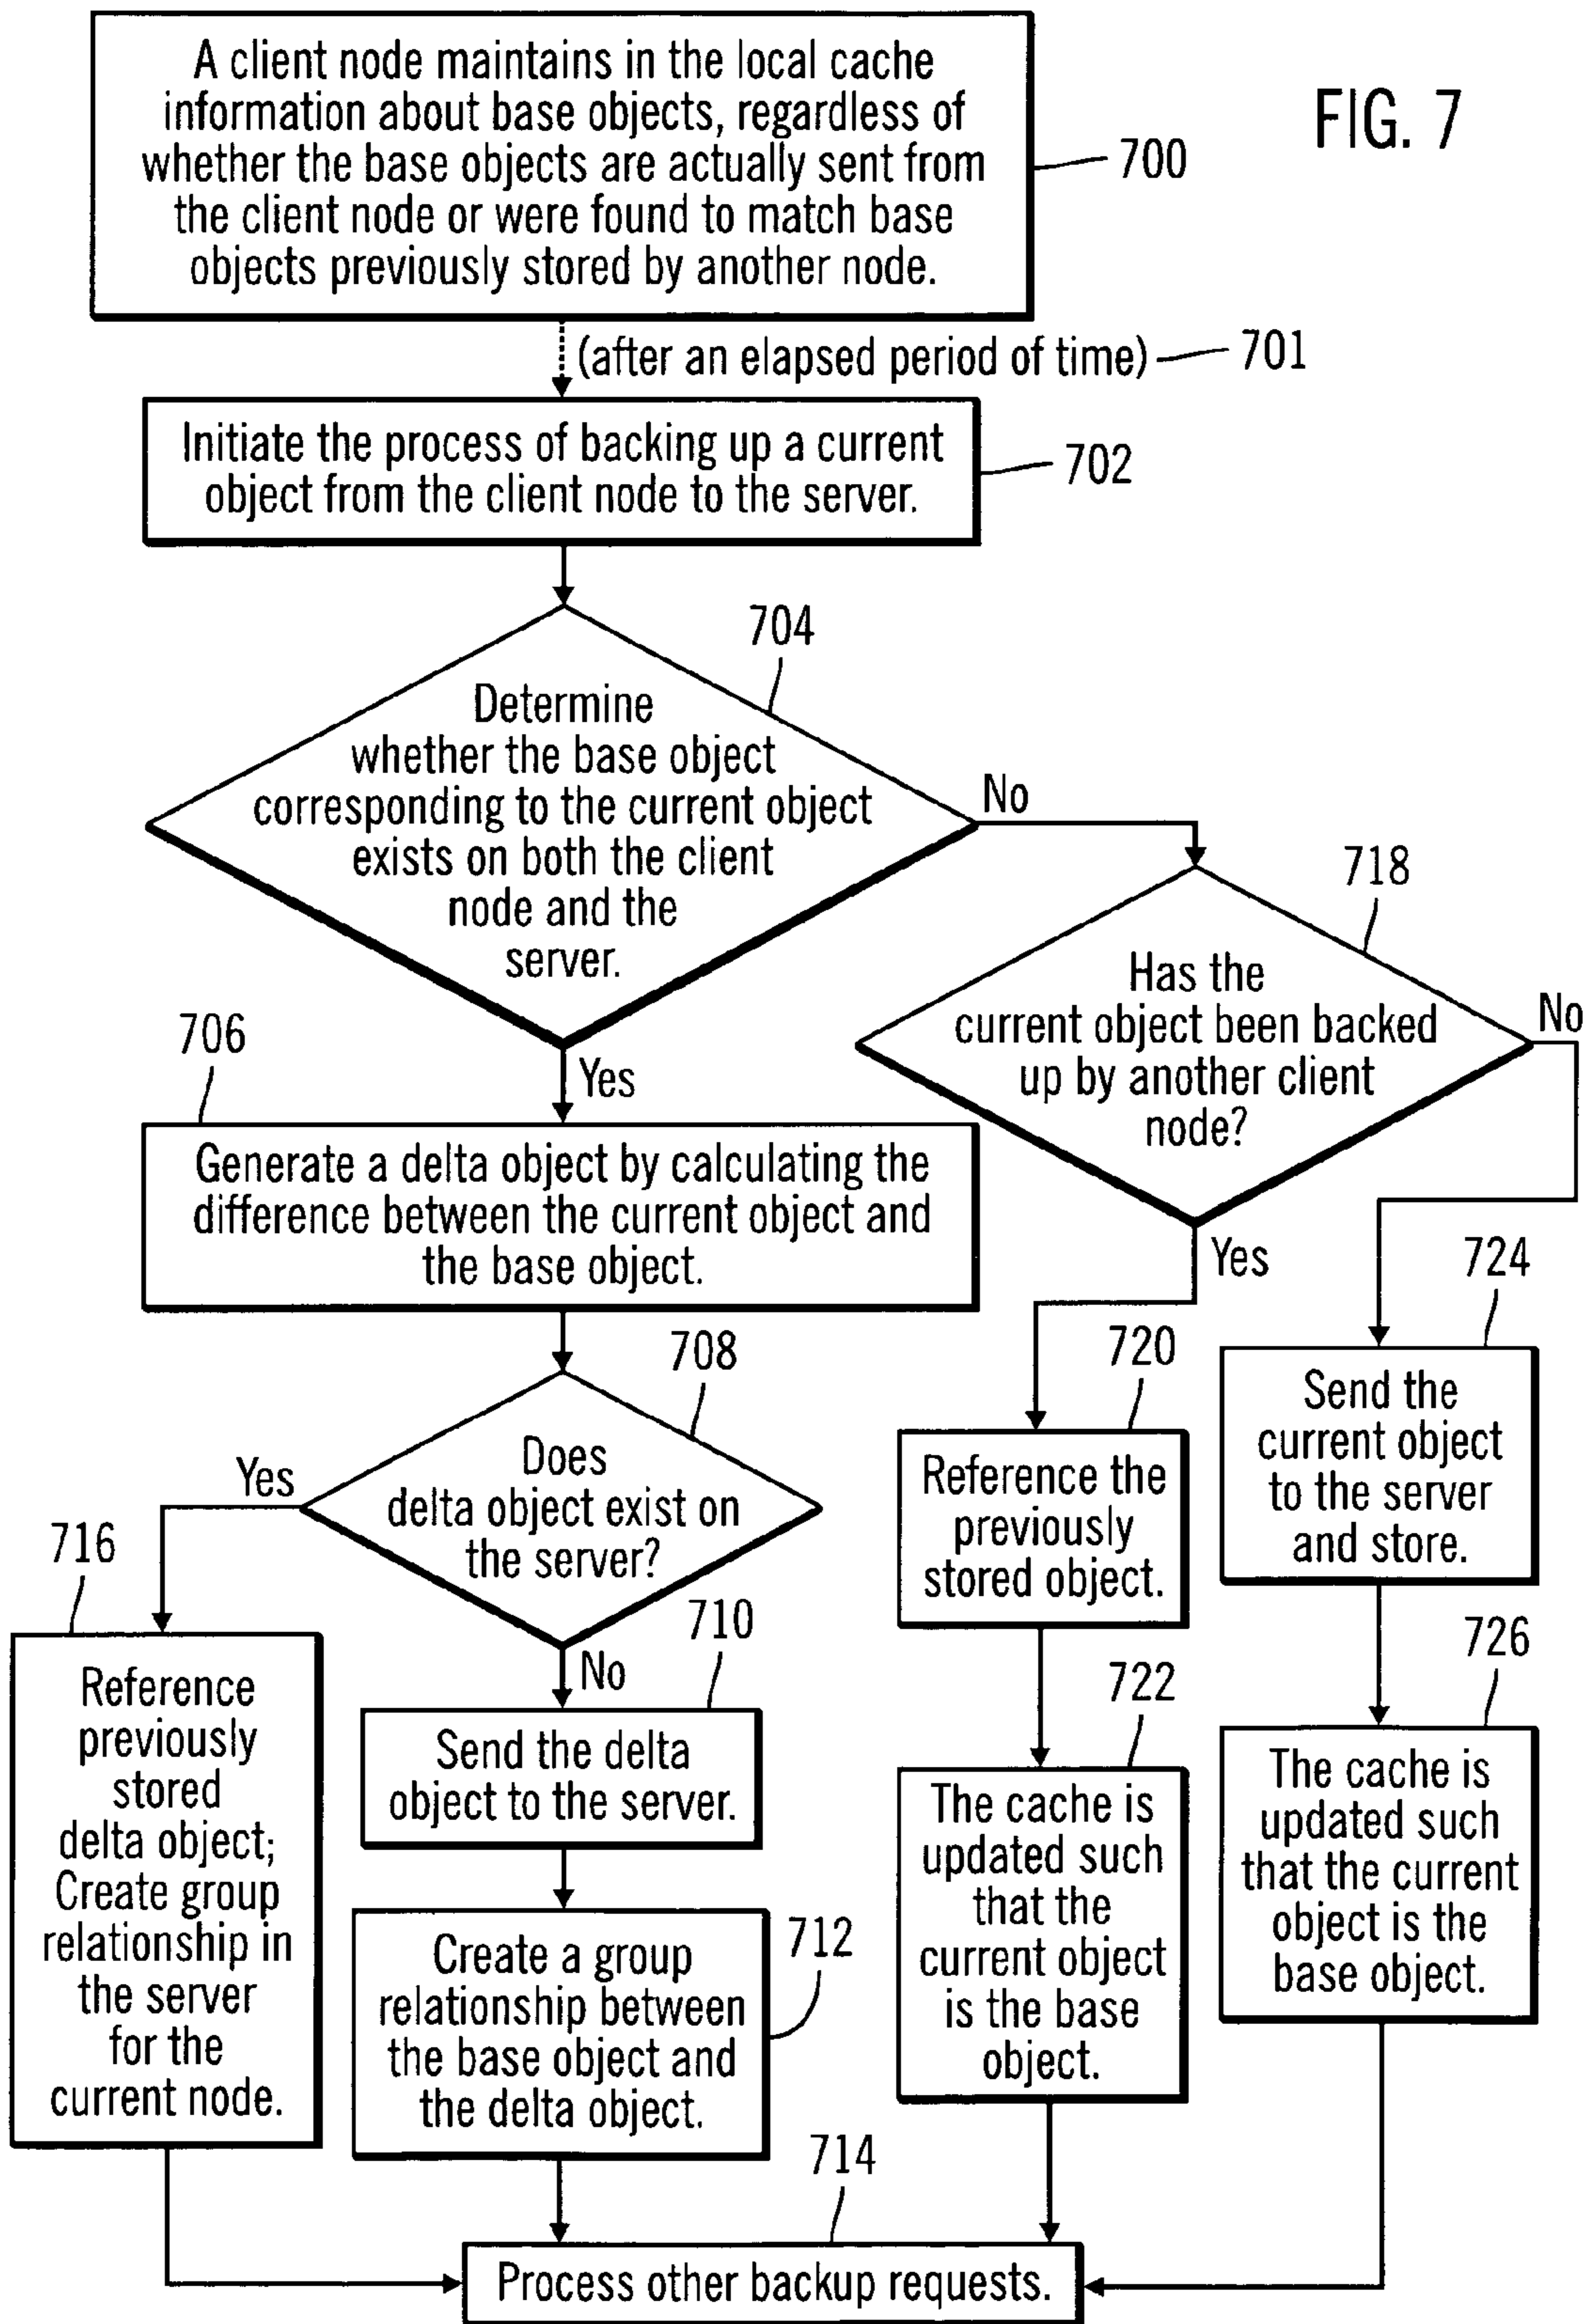 A client node maintains in the local cache
information about base objects, regardless of
whether the base objects are actually sent from
the client node or were found to match base
objects previously stored by another node.
700
FIG. 7
(after an elapsed period of time)
701
Initiate the process of backing up a current
object from the client node to the server.
702
704
Determine
whether the base object
corresponding to the current object
exists on both the client
node and the
server.
No
Yes
718
Has the
current object been backed
up by another client
node?
No
Yes
706
Generate a delta object by calculating the
difference between the current object and
the base object.
708
Does
delta object exist on
the server?
Yes
No
716
Reference
previously
stored
delta object;
Create group
relationship in
the server
for the
current node.
710
Send the delta
object to the server.
712
Create a group
relationship between
the base object and
the delta object.
720
Reference the
previously
stored object.
722
The cache is
updated such
that the
current object
is the base
object.
724
Send the
current object
to the server
and store.
726
The cache is
updated such
that the current
object is the
base object.
714
Process other backup requests.